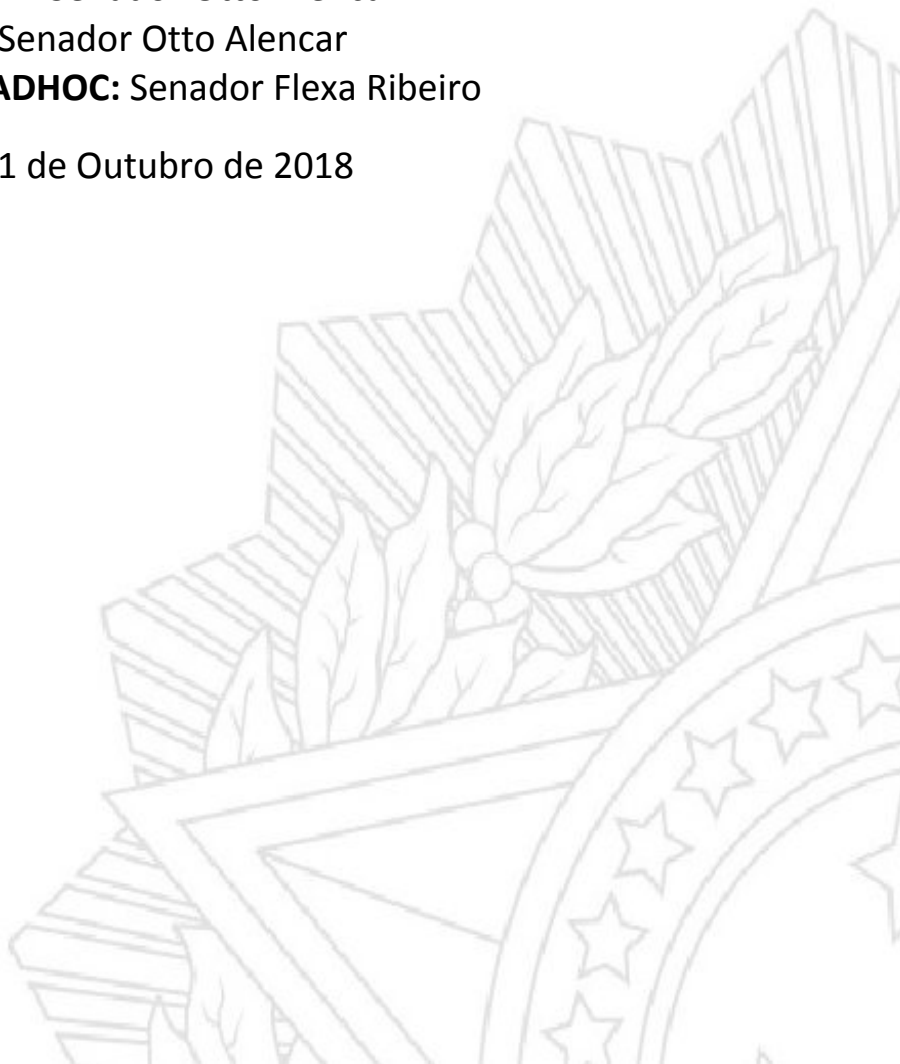 Senador Otto Alencar
ADHOC: Senador Flexa Ribeiro
1 de Outubro de 2018